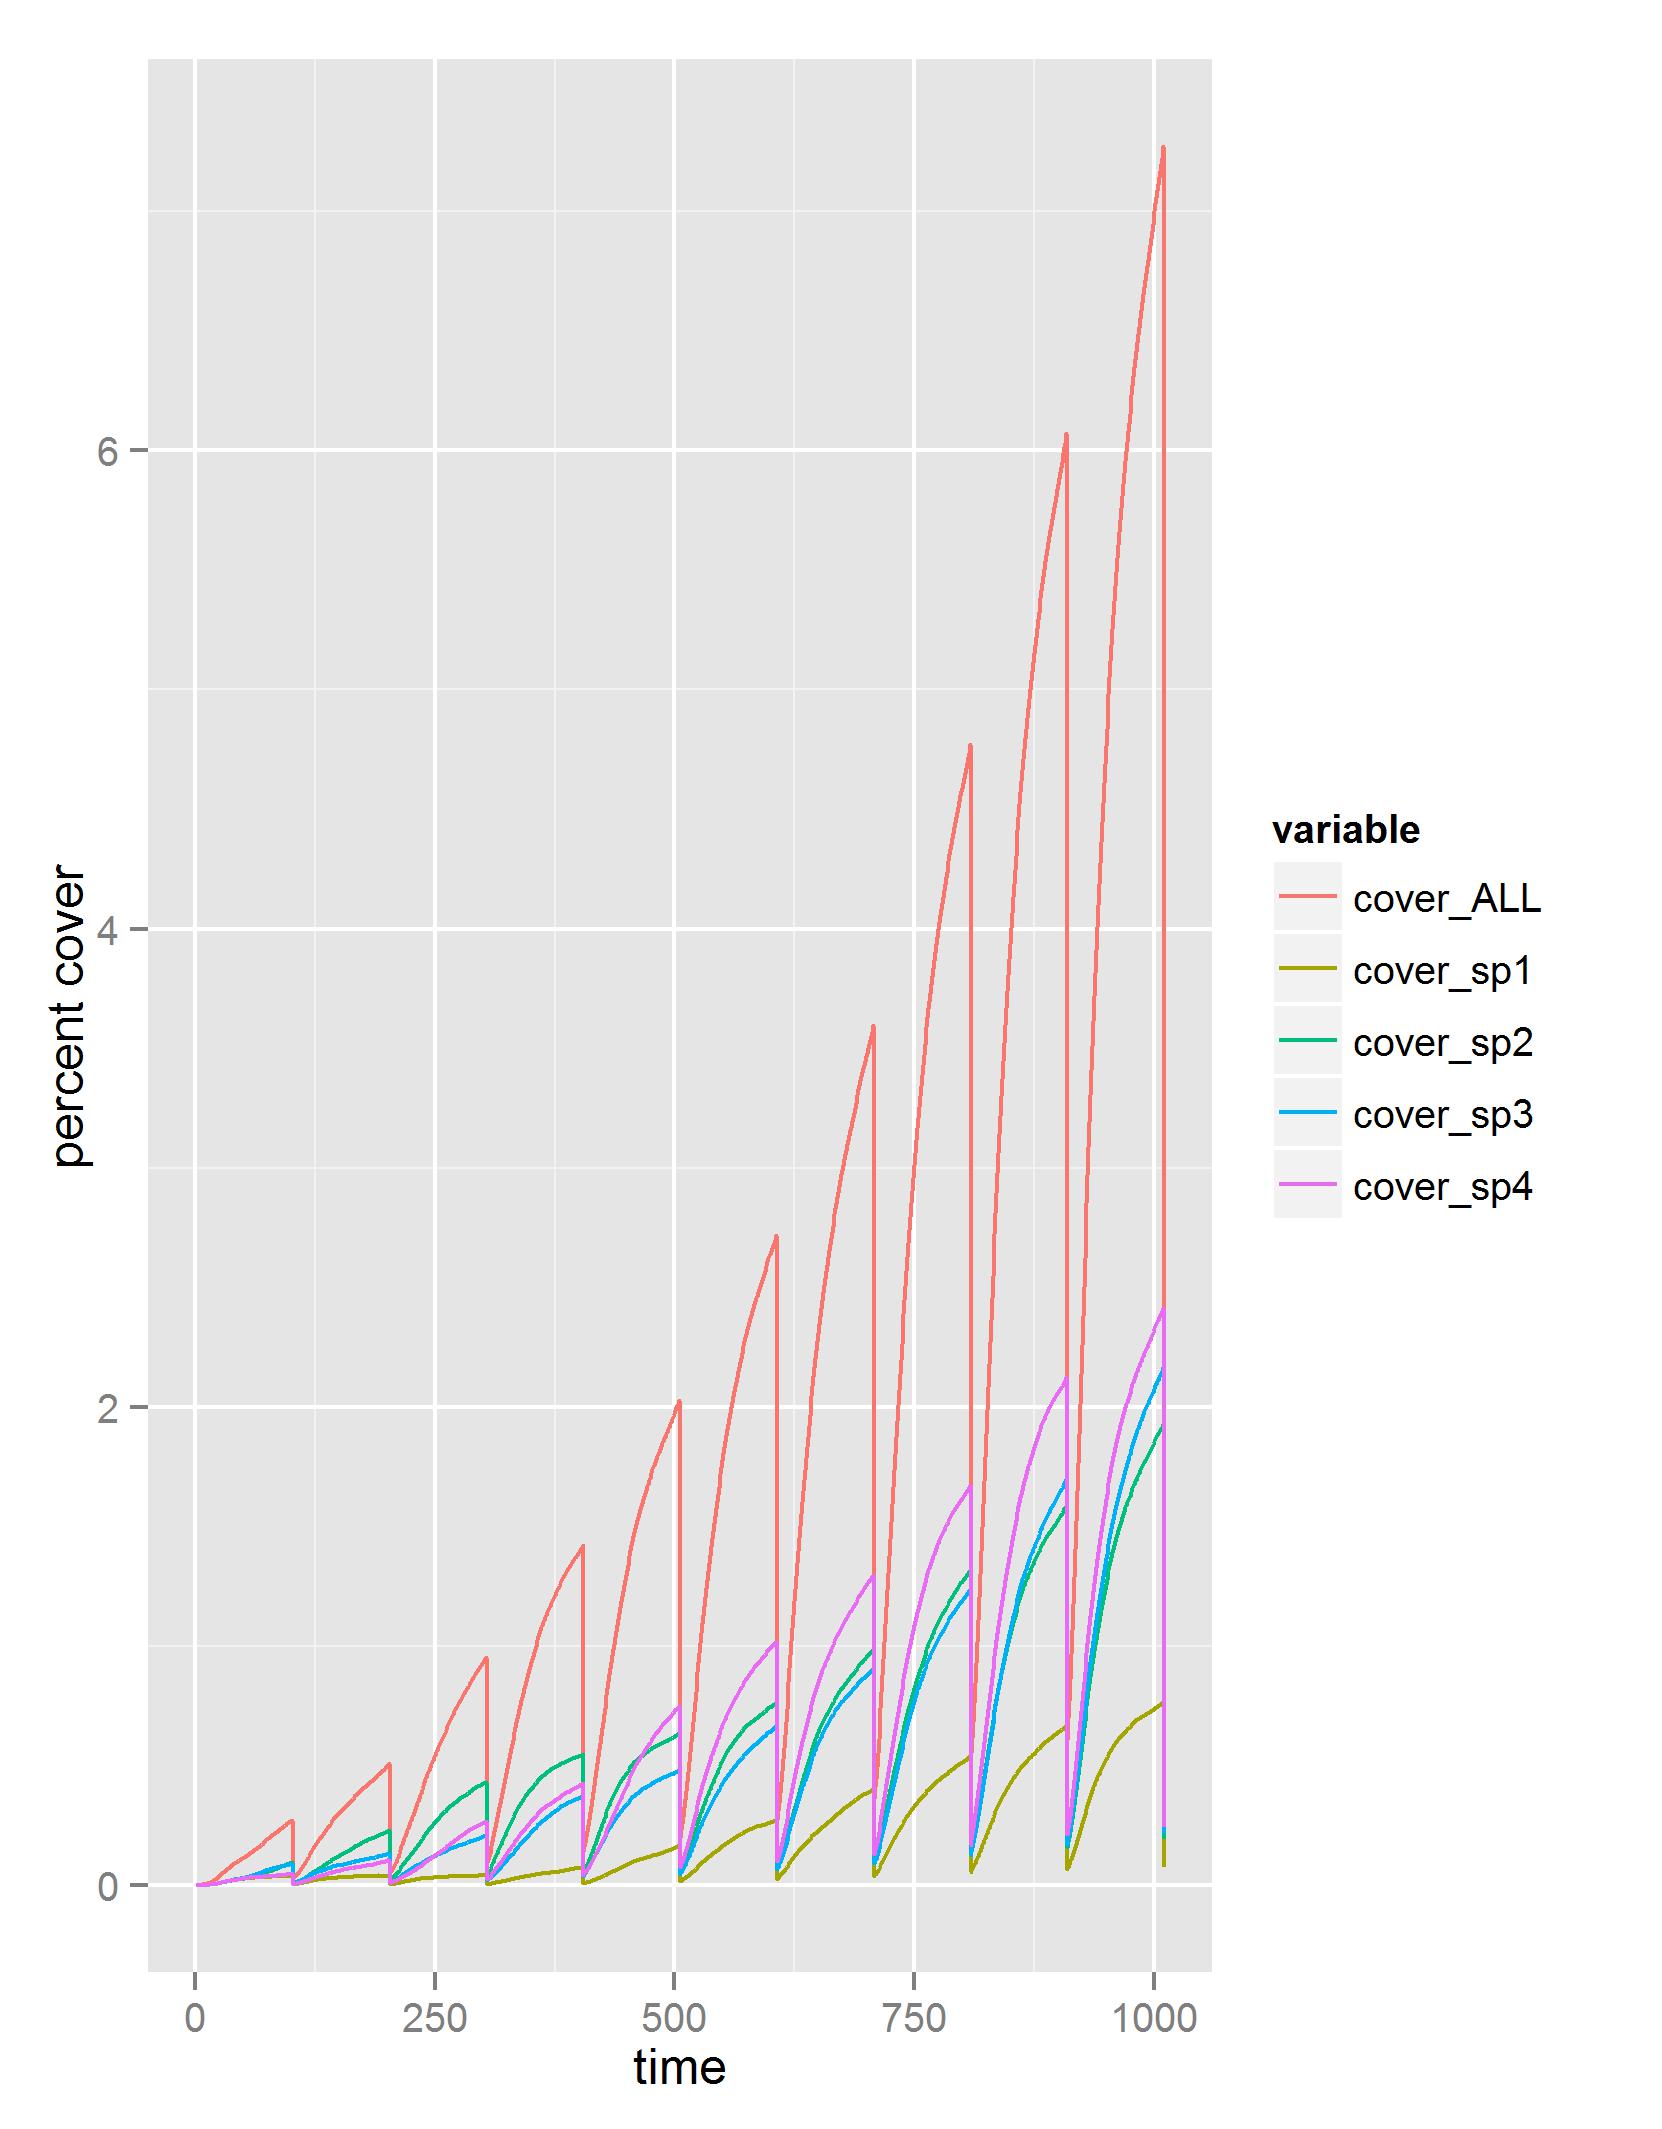 percent cover
6
4
2
0
0 250 500 750 1000
time
variable
cover_ALL
cover_sp1
cover_sp2
cover_sp3
cover_sp4